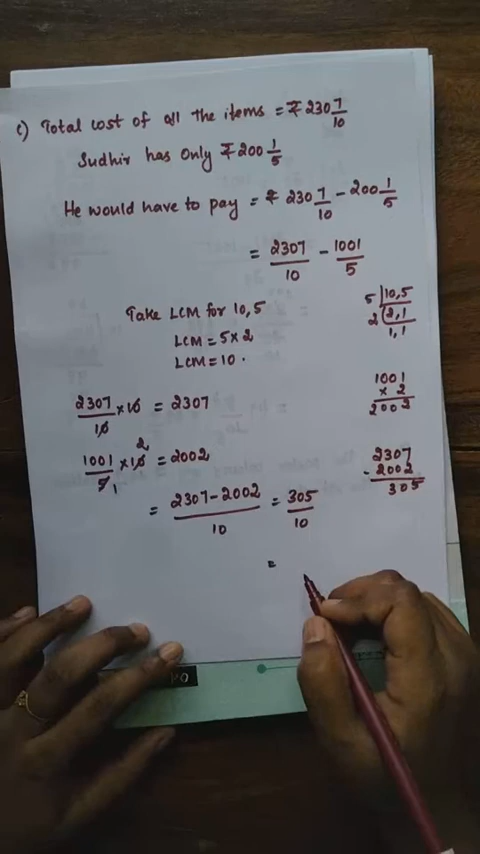 c) Total cost of all the items = ₹ 230 7/10
Sudhir has only ₹ 200 1/5
He would have to pay = ₹ 230 7/10 - 200 1/5
= 2307/10 - 1001/5
Take LCM for 10, 5
LCM = 5 × 2
LCM = 10.
5 | 10, 5
2 | 2, 1
1, 1
2307/10 × 10 = 2307
1001
× 2
2002
1001/5 × 10 = 2002
2
1
2307
- 2002
305
= 2307 - 2002/10 = 305/10
=